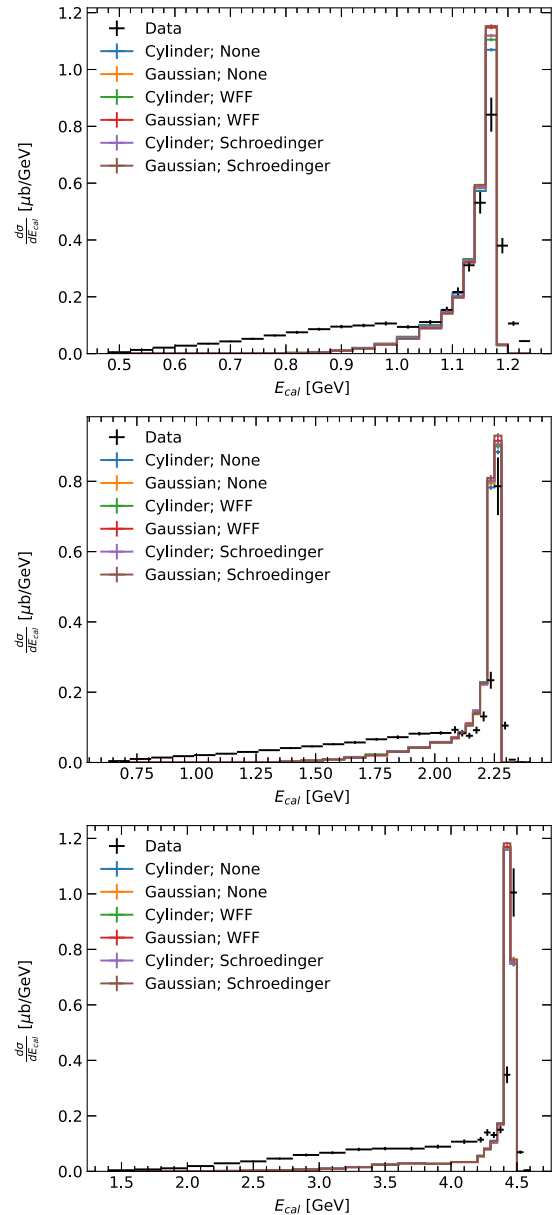 1.2
1.0
0.8
0.6
0.4
0.2
0.0
dσ/dE_cal [μb/GeV]
Data
Cylinder; None
Gaussian; None
Cylinder; WFF
Gaussian; WFF
Cylinder; Schroedinger
Gaussian; Schroedinger
0.5 0.6 0.7 0.8 0.9 1.0 1.1 1.2
E_cal [GeV]
0.8
0.6
0.4
0.2
0.0
dσ/dE_cal [μb/GeV]
Data
Cylinder; None
Gaussian; None
Cylinder; WFF
Gaussian; WFF
Cylinder; Schroedinger
Gaussian; Schroedinger
0.75 1.00 1.25 1.50 1.75 2.00 2.25
E_cal [GeV]
1.2
1.0
0.8
0.6
0.4
0.2
0.0
dσ/dE_cal [μb/GeV]
Data
Cylinder; None
Gaussian; None
Cylinder; WFF
Gaussian; WFF
Cylinder; Schroedinger
Gaussian; Schroedinger
1.5 2.0 2.5 3.0 3.5 4.0 4.5
E_cal [GeV]